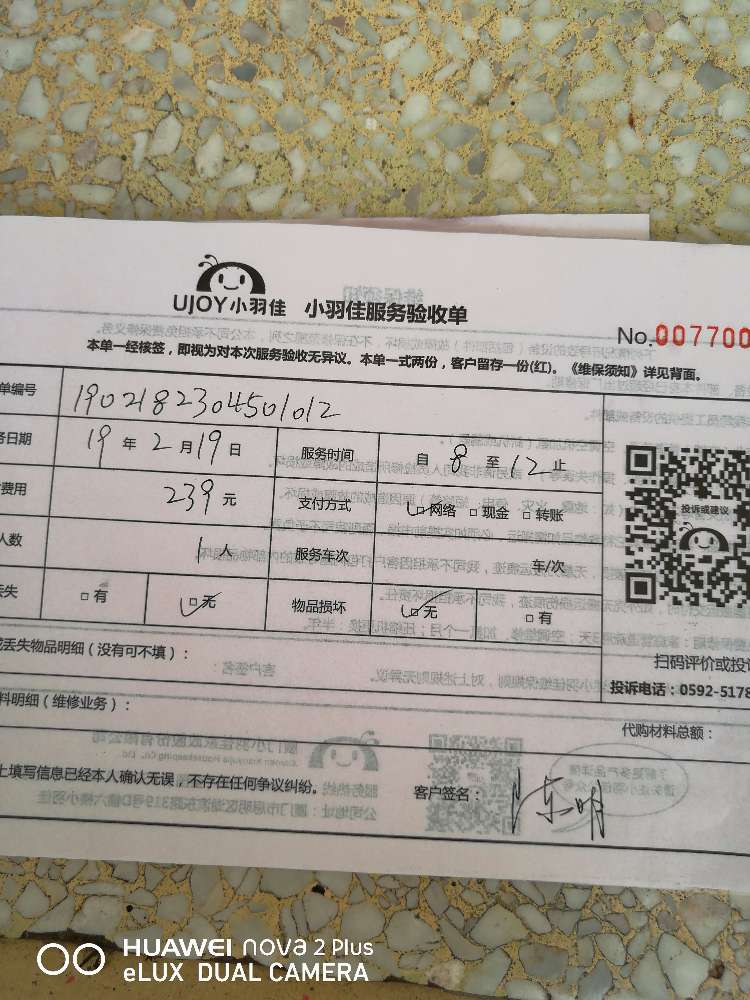 UJOY小羽佳 小羽佳服务验收单
No.007700
本单一经核签，即视为对本次服务验收无异议。本单一式两份，客户留存一份(红)。《维保须知》详见背面。
单编号 1902182304501012
务日期 19年2月19日 服务时间 自8至12止
费用 239元 支付方式 □网络 □现金 □转账
投诉或建议
人数 1人 服务车次 车/次
丢失 □有 □无 物品损坏 □无 □有
丢失物品明细（没有可不填）：
扫码评价或投
投诉电话：0592-5178
料明细（维修业务）：
代购材料总额：
上填写信息已经本人确认无误，不存在任何争议纠纷。 客户签名：
HUAWEI nova 2 Plus
eLUX DUAL CAMERA